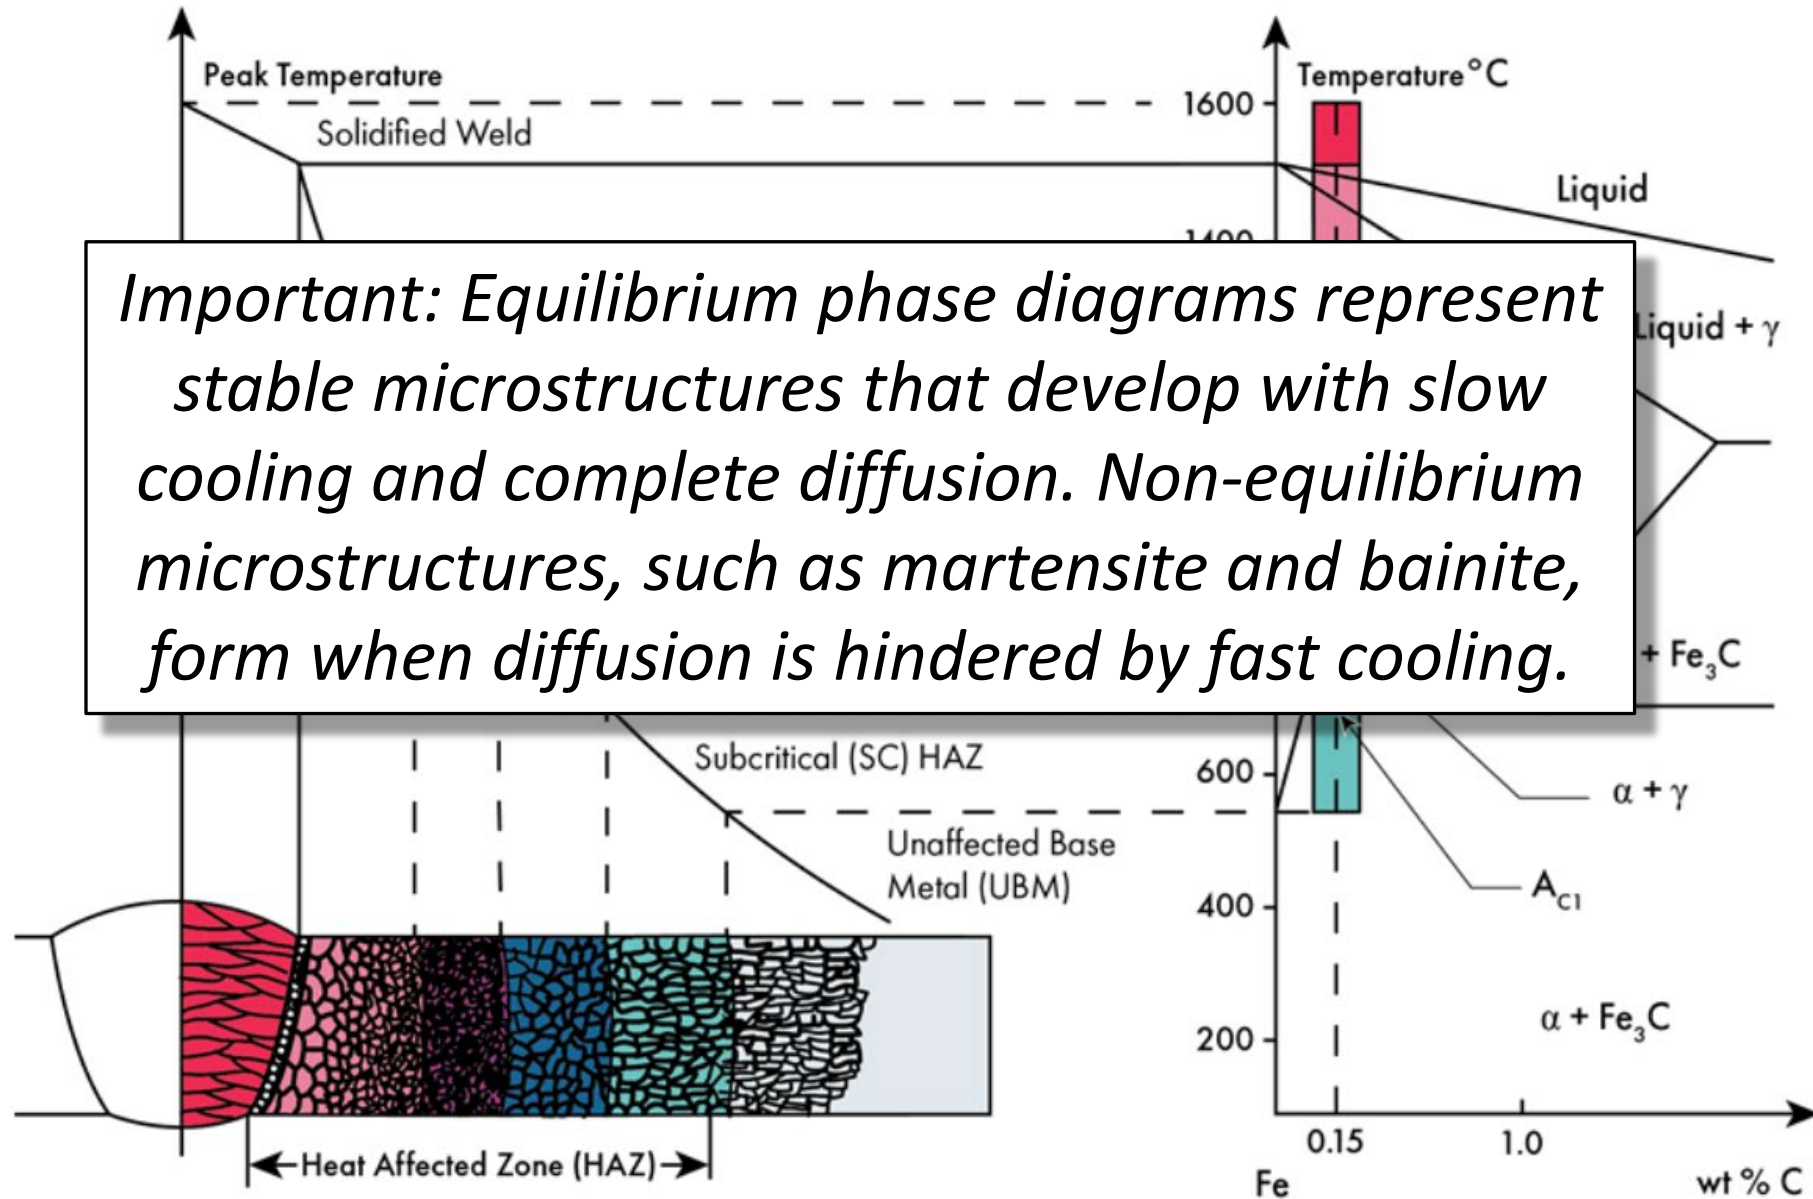 Peak Temperature
Solidified Weld
Temperature°C
1600
Liquid
1400
Important: Equilibrium phase diagrams represent
stable microstructures that develop with slow
cooling and complete diffusion. Non-equilibrium
microstructures, such as martensite and bainite,
form when diffusion is hindered by fast cooling.
Liquid + γ
+ Fe₃C
Subcritical (SC) HAZ
600
α + γ
Unaffected Base
Metal (UBM)
400
A_C1
200
α + Fe₃C
Heat Affected Zone (HAZ)
0.15
1.0
Fe
wt % C